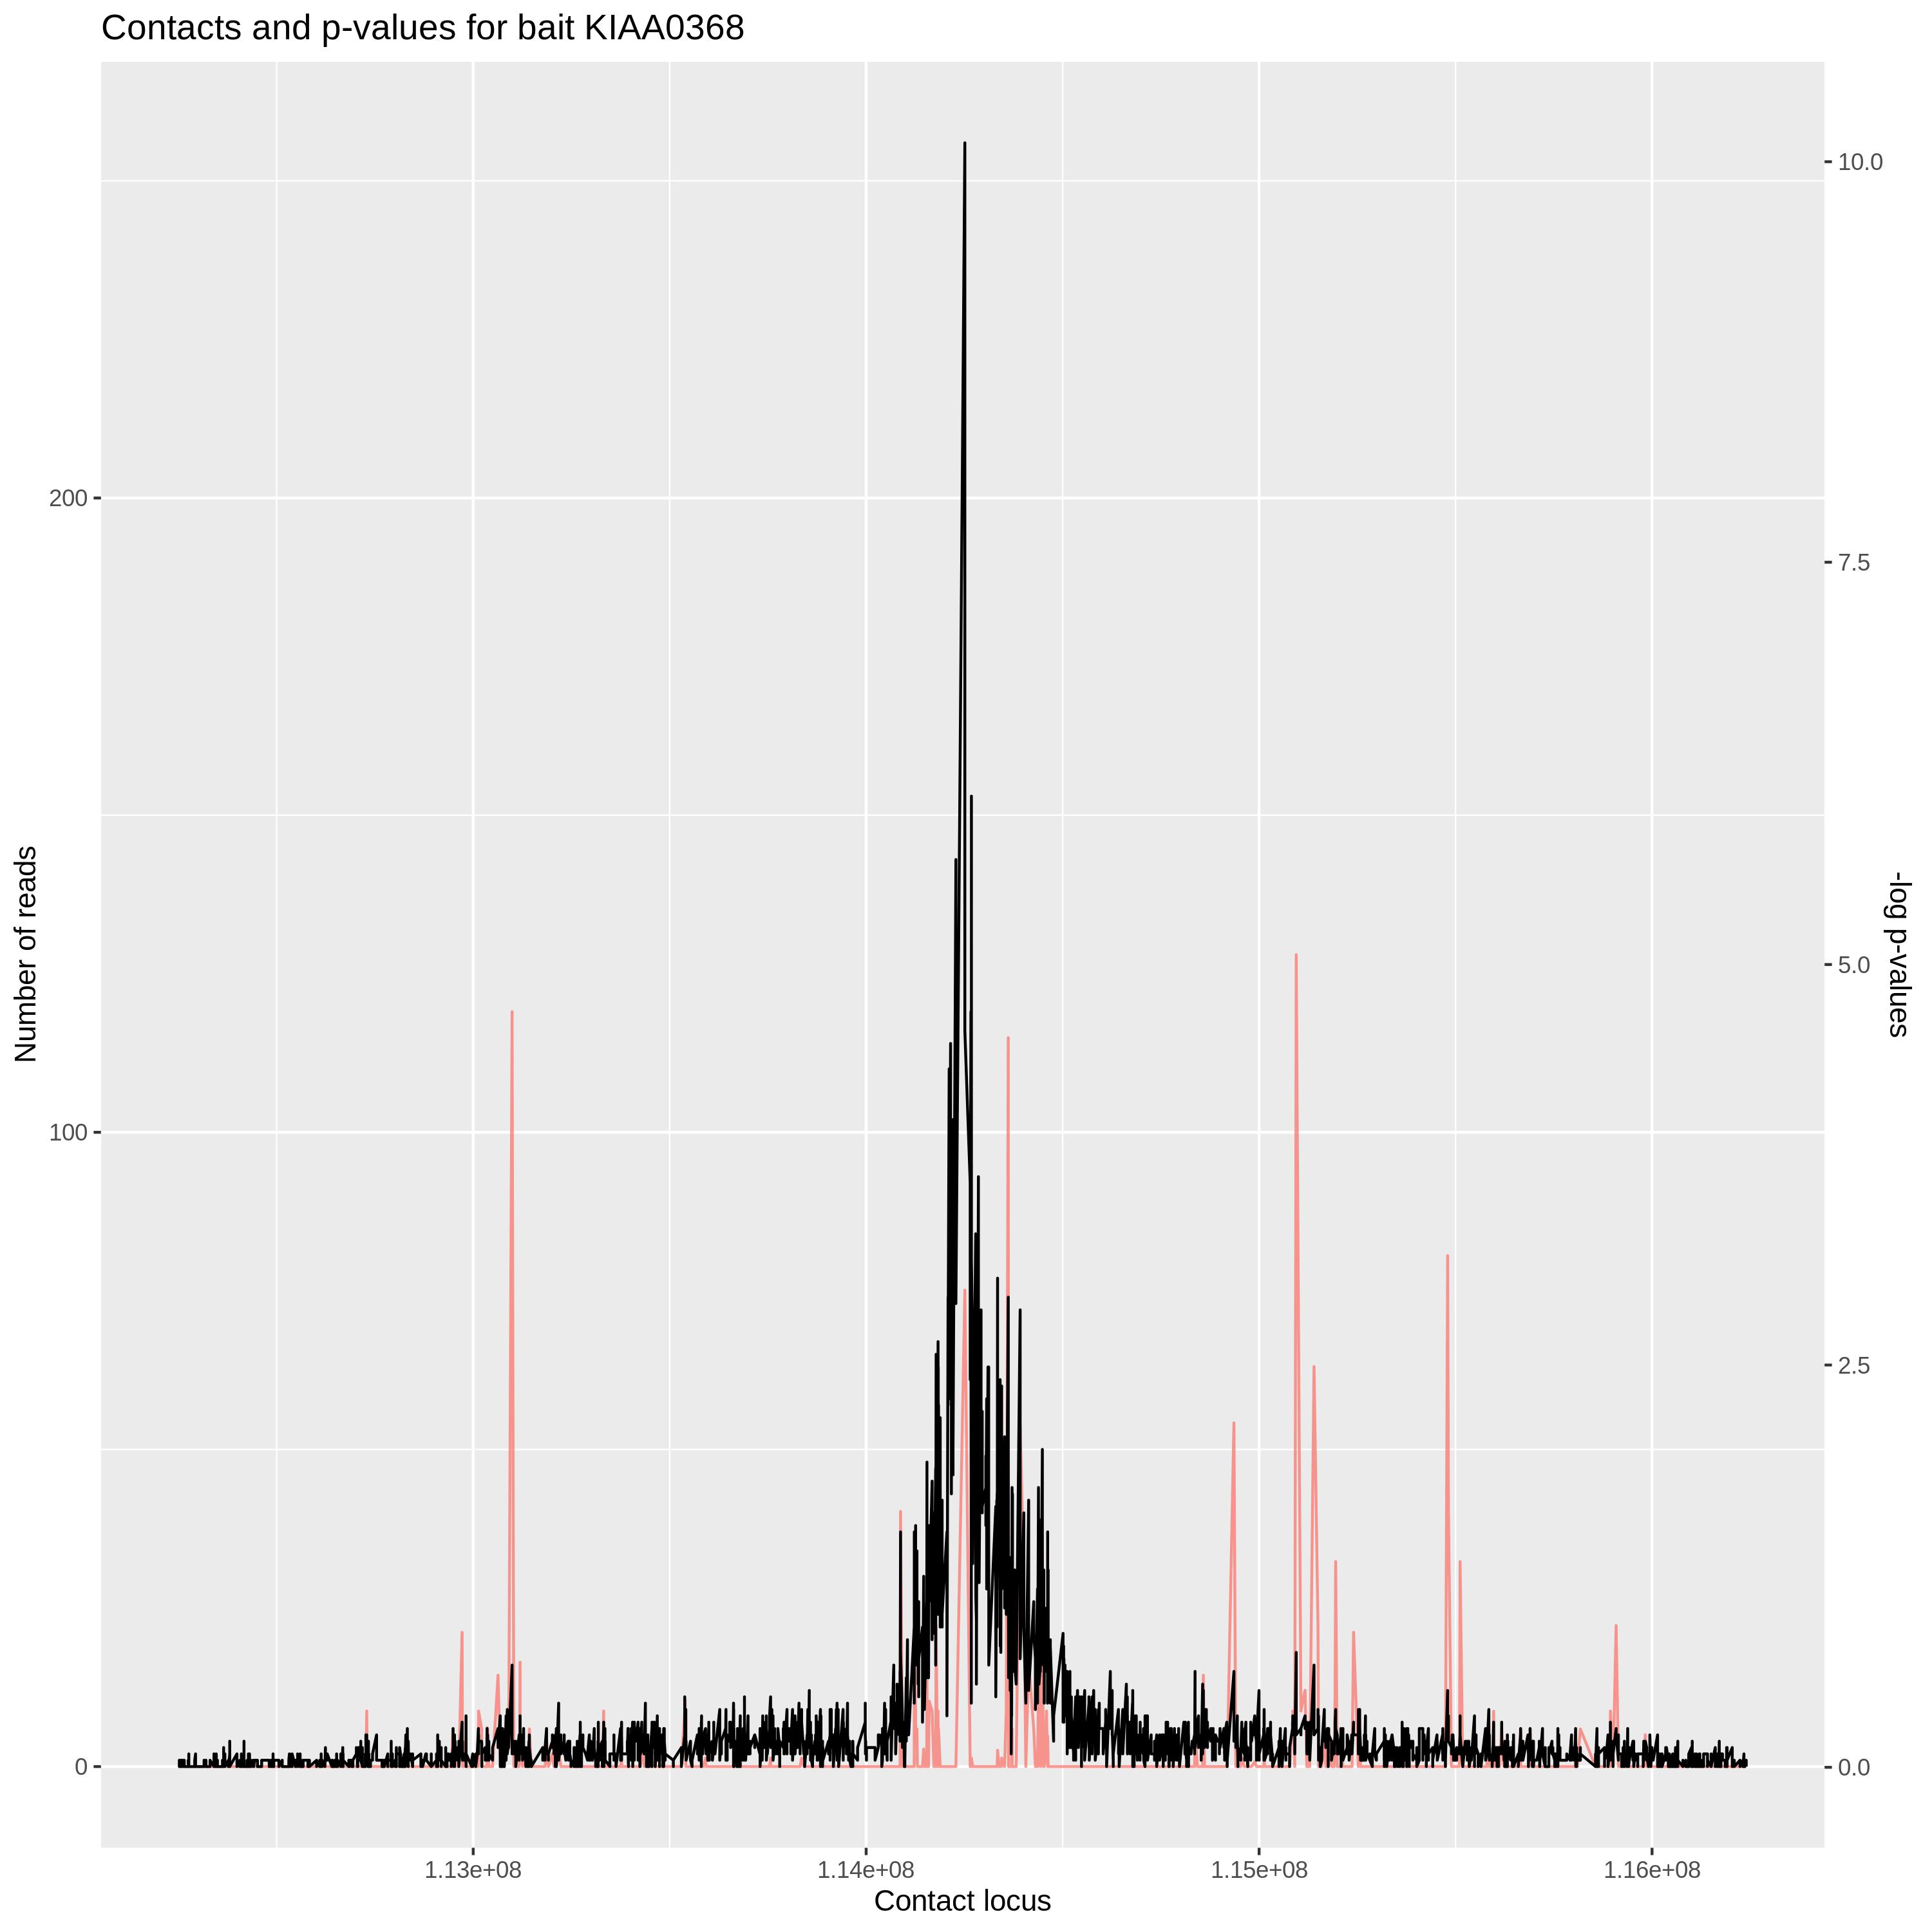 Contacts and p-values for bait KIAA0368
10.0
200
7.5
Number of reads
-log p-values
5.0
100
2.5
0
0.0
1.13e+08 1.14e+08 1.15e+08 1.16e+08
Contact locus